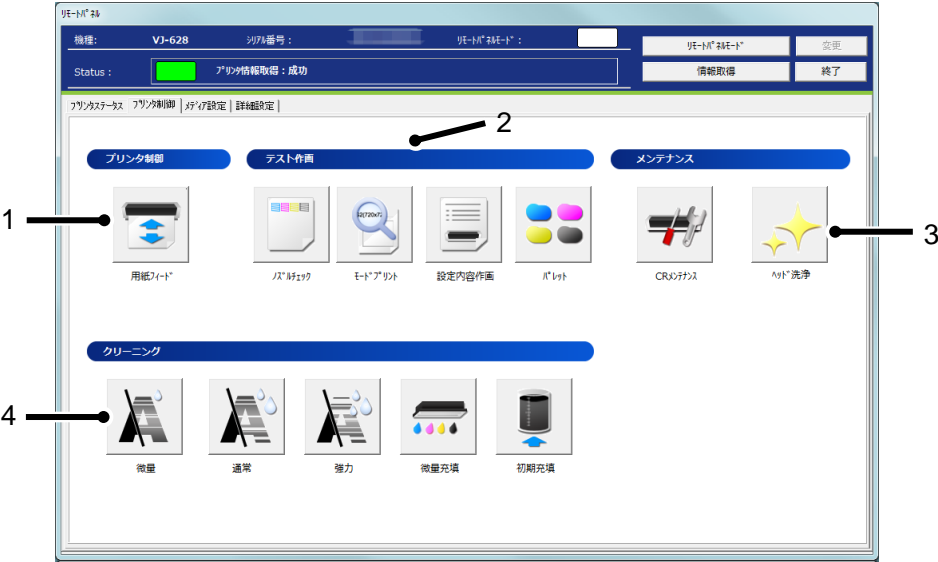 リモートパネル
機種: VJ-628 シリアル番号: リモートパネルモード: リモートパネルモード 変更
Status: プリンタ情報取得:成功 情報取得 終了
プリンタステータス プリンタ制御 メディア設定 詳細設定
2
プリンタ制御 テスト作画 メンテナンス
1
32(720x72
3
用紙フィード ノズルチェック モードプリント 設定内容作画 パレット CRメンテナンス ヘッド洗浄
クリーニング
4
微量 通常 強力 微量充填 初期充填